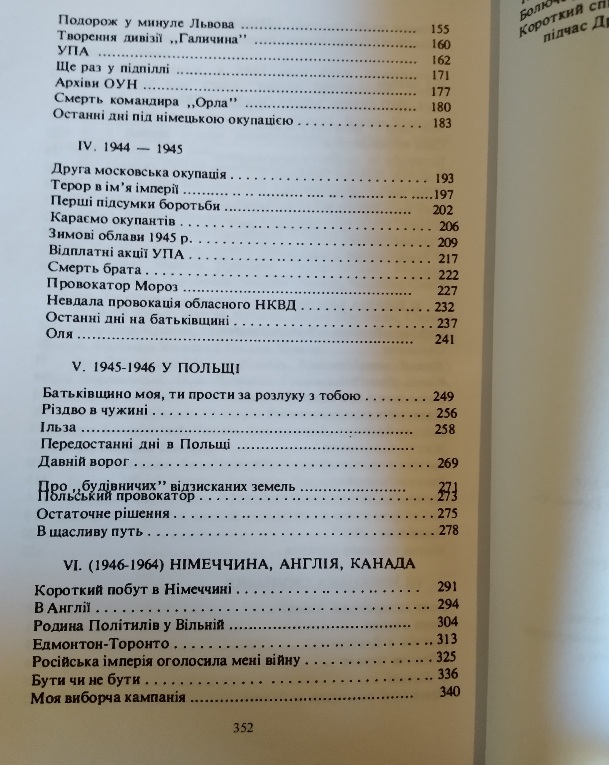 Подорож у минуле Львова ........ 155
Творення дивізії ,,Галичина” ........ 160
УПА ........ 162
Ще раз у підпіллі ........ 171
Архіви ОУН ........ 177
Смерть командира ,,Орла” ........ 180
Останні дні під німецькою окупацією ........ 183
IV. 1944 — 1945
Друга московська окупація ........ 193
Терор в ім’я імперії ........ 197
Перші підсумки боротьби ........ 202
Караємо окупантів ........ 206
Зимові облави 1945 р. ........ 209
Відплатні акції УПА ........ 217
Смерть брата ........ 222
Провокатор Мороз ........ 227
Невдала провокація обласного НКВД ........ 232
Останні дні на батьківщині ........ 237
Оля ........ 241
V. 1945-1946 У ПОЛЬЩІ
Батьківщино моя, ти прости за розлуку з тобою ........ 249
Різдво в чужині ........ 256
Ільза ........ 258
Передостанні дні в Польщі ........
Давній ворог ........ 269
Про ,,будівничих” відзисканих земель ........ 271
Польський провокатор ........ 273
Остаточне рішення ........ 275
В щасливу путь ........ 278
VI. (1946-1964) НІМЕЧЧИНА, АНГЛІЯ, КАНАДА
Короткий побут в Німеччині ........ 291
В Англії ........ 294
Родина Політилів у Вільній ........ 304
Едмонтон-Торонто ........ 313
Російська імперія оголосила мені війну ........ 325
Бути чи не бути ........ 336
Моя виборча кампанія ........ 340
352
Короткий
підчас